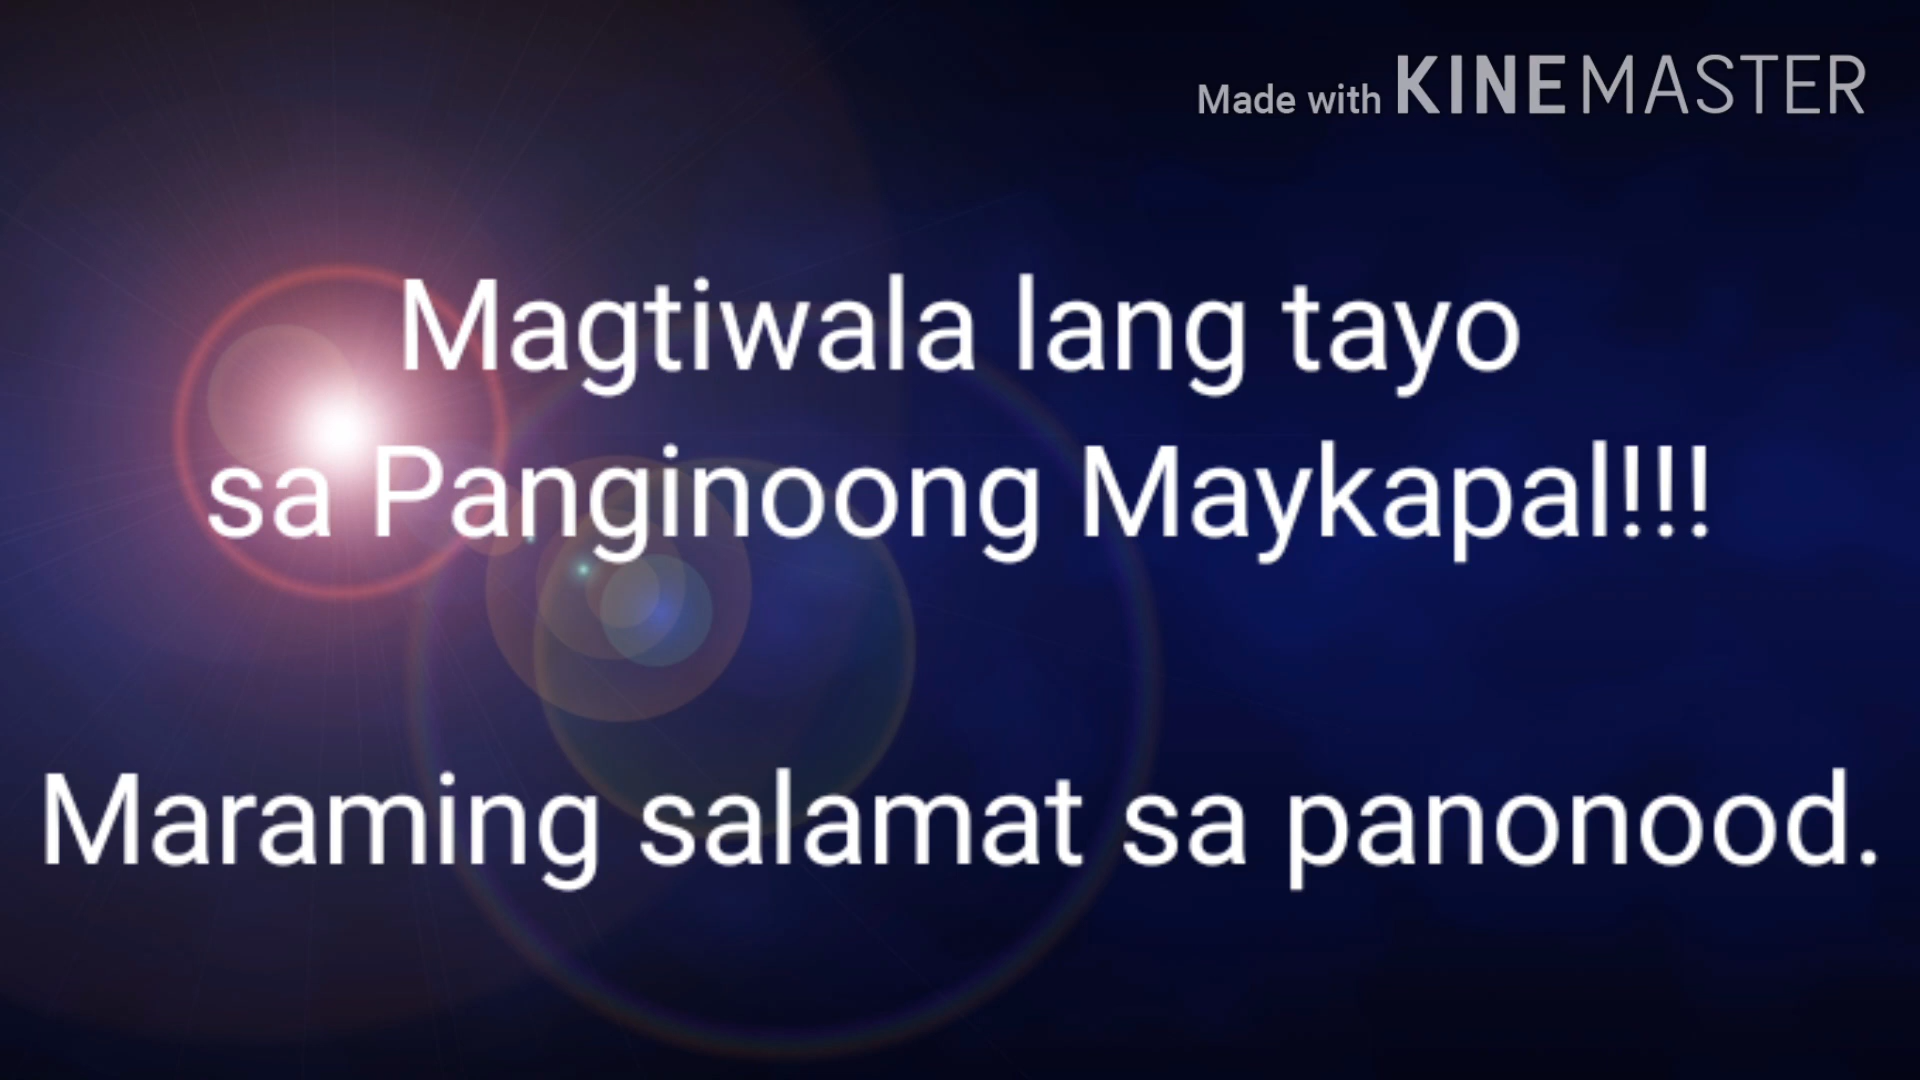 Made with KINEMASTER
Magtiwala lang tayo
sa Panginoong Maykapal!!!
Maraming salamat sa panonood.